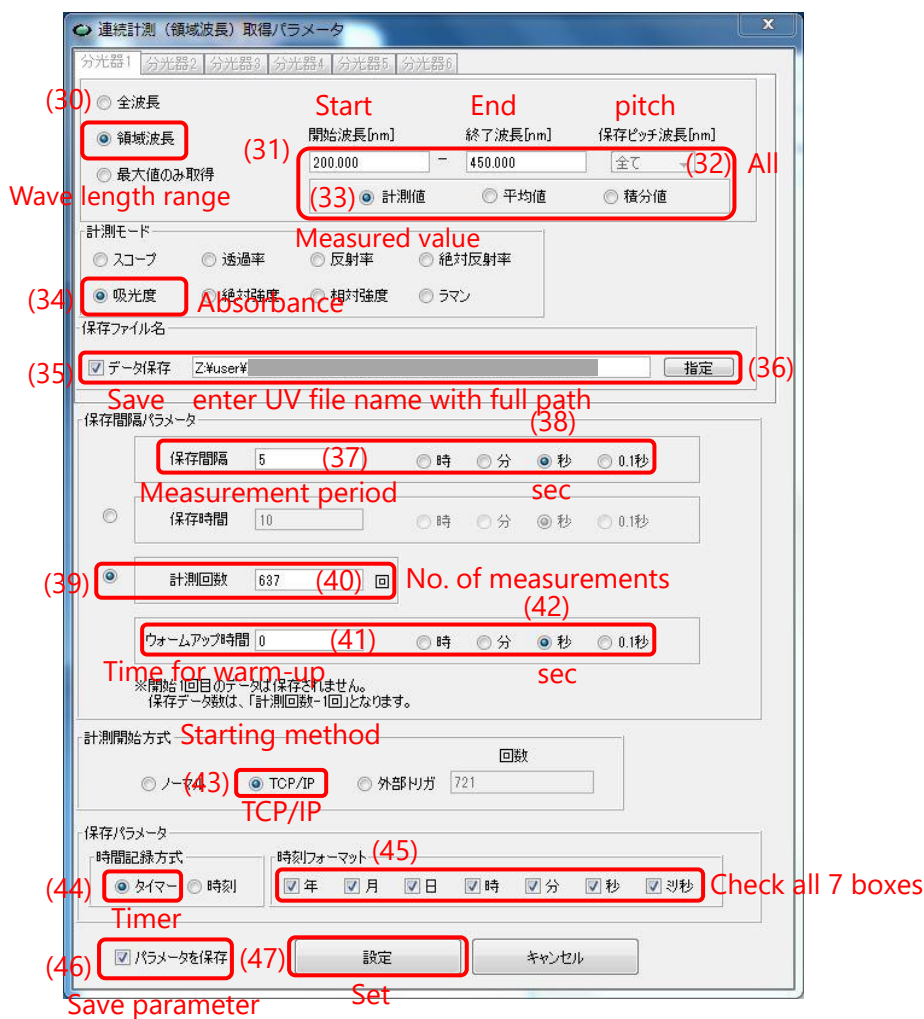 連続計測（領域波長）取得パラメータ
分光器1 分光器2 分光器3 分光器4 分光器5 分光器6
(30) 全波長 Start End pitch
領域波長 (31) 開始波長[nm] 終了波長[nm] 保存ピッチ波長[nm]
200.000 - 450.000 全て (32) All
最大値のみ取得
Wave length range (33) 計測値 平均値 積分値
計測モード Measured value
スコープ 透過率 反射率 絶対反射率
(34) 吸光度 絶対強度 相対強度 ラマン
Absorbance
保存ファイル名
(35) データ保存 Z:¥user¥ 指定 (36)
Save enter UV file name with full path
保存間隔パラメータ (38)
保存間隔 5 (37) 時 分 秒 0.1秒
Measurement period sec
保存時間 10 時 分 秒 0.1秒
(39) 計測回数 637 (40) 回 No. of measurements
(42)
ウォームアップ時間 0 (41) 時 分 秒 0.1秒
Time for warm-up sec
※開始1回目のデータは保存されません。
保存データ数は、「計測回数-1回」となります。
計測開始方式 Starting method
回数
ノーマル (43) TCP/IP 外部トリガ 721
TCP/IP
保存パラメータ
時間記録方式 時刻フォーマット (45)
(44) タイマー 時刻 年 月 日 時 分 秒 ミリ秒 Check all 7 boxes
Timer
(46) パラメータを保存 (47) 設定 キャンセル
Save parameter Set